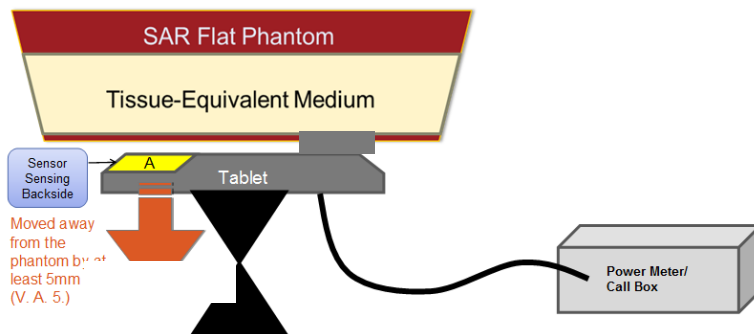 SAR Flat Phantom
Tissue-Equivalent Medium
A
Sensor
Sensing
Backside
Tablet
Moved away
from the
phantom by at
least 5mm
(V. A. 5.)
Power Meter/
Call Box